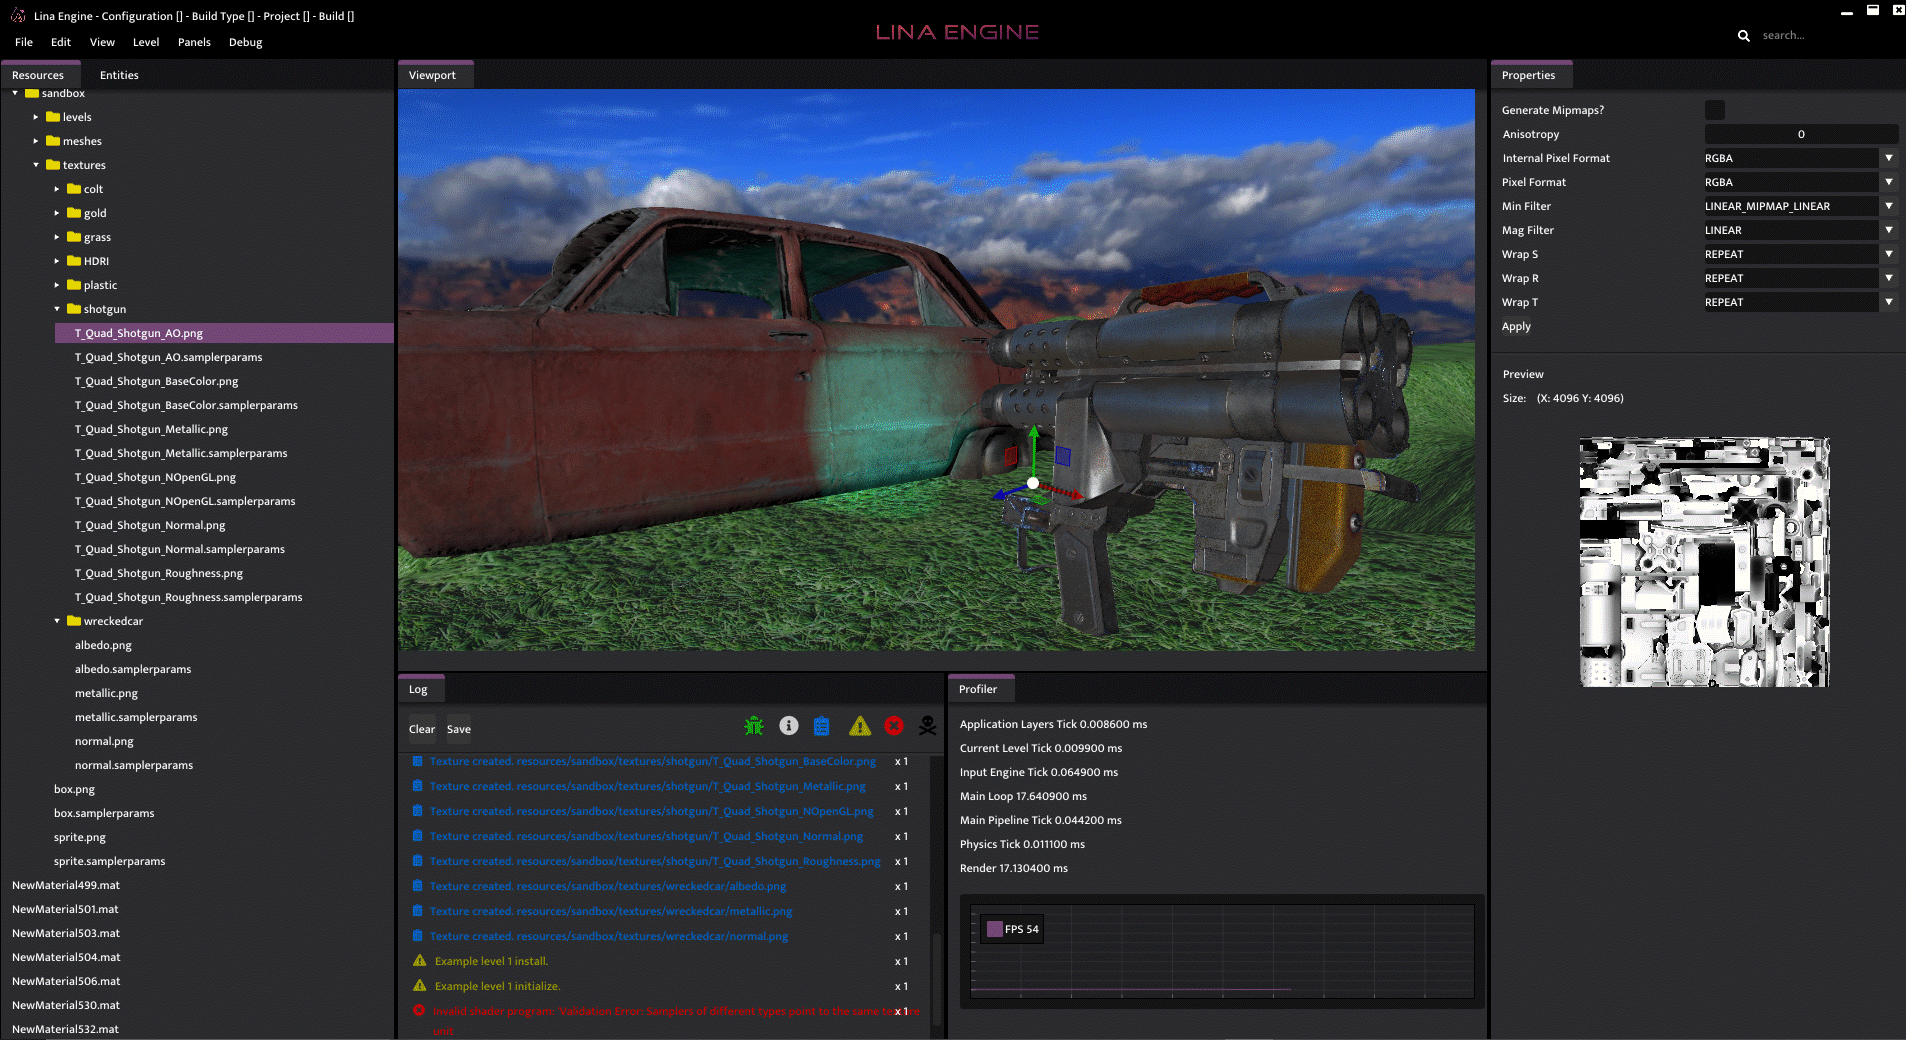 Lina Engine - Configuration [] - Build Type [] - Project [] - Build []
LINA ENGINE
File Edit View Level Panels Debug
search...
Resources Entities
sandbox
levels
meshes
textures
colt
gold
grass
HDRI
plastic
shotgun
T_Quad_Shotgun_AO.png
T_Quad_Shotgun_AO.samplerparams
T_Quad_Shotgun_BaseColor.png
T_Quad_Shotgun_BaseColor.samplerparams
T_Quad_Shotgun_Metallic.png
T_Quad_Shotgun_Metallic.samplerparams
T_Quad_Shotgun_NOpenGL.png
T_Quad_Shotgun_NOpenGL.samplerparams
T_Quad_Shotgun_Normal.png
T_Quad_Shotgun_Normal.samplerparams
T_Quad_Shotgun_Roughness.png
T_Quad_Shotgun_Roughness.samplerparams
wreckedcar
albedo.png
albedo.samplerparams
metallic.png
metallic.samplerparams
normal.png
normal.samplerparams
box.png
box.samplerparams
sprite.png
sprite.samplerparams
NewMaterial499.mat
NewMaterial501.mat
NewMaterial503.mat
NewMaterial504.mat
NewMaterial506.mat
NewMaterial530.mat
NewMaterial532.mat
Viewport
Log
Clear Save
Texture created. resources/sandbox/textures/shotgun/T_Quad_Shotgun_BaseColor.png x 1
Texture created. resources/sandbox/textures/shotgun/T_Quad_Shotgun_Metallic.png x 1
Texture created. resources/sandbox/textures/shotgun/T_Quad_Shotgun_NOpenGL.png x 1
Texture created. resources/sandbox/textures/shotgun/T_Quad_Shotgun_Normal.png x 1
Texture created. resources/sandbox/textures/shotgun/T_Quad_Shotgun_Roughness.png x 1
Texture created. resources/sandbox/textures/wreckedcar/albedo.png x 1
Texture created. resources/sandbox/textures/wreckedcar/metallic.png x 1
Texture created. resources/sandbox/textures/wreckedcar/normal.png x 1
Example level 1 install. x 1
Example level 1 initialize. x 1
Invalid shader program: 'Validation Error: Samplers of different types point to the same texture x 1
unit
Profiler
Application Layers Tick 0.008600 ms
Current Level Tick 0.009900 ms
Input Engine Tick 0.064900 ms
Main Loop 17.640900 ms
Main Pipeline Tick 0.044200 ms
Physics Tick 0.011100 ms
Render 17.130400 ms
FPS 54
Properties
Generate Mipmaps?
Anisotropy 0
Internal Pixel Format RGBA
Pixel Format RGBA
Min Filter LINEAR_MIPMAP_LINEAR
Mag Filter LINEAR
Wrap S REPEAT
Wrap R REPEAT
Wrap T REPEAT
Apply
Preview
Size: (X: 4096 Y: 4096)